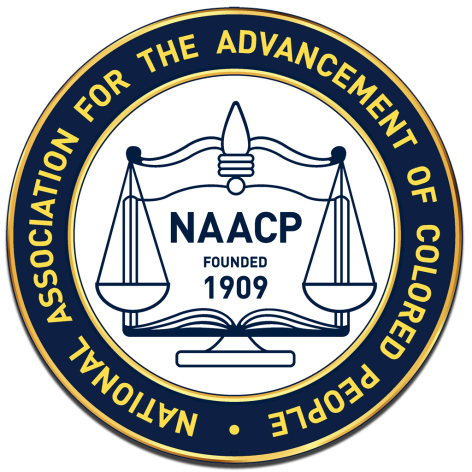 NATIONAL ASSOCIATION FOR THE ADVANCEMENT OF COLORED PEOPLE •
NAACP
FOUNDED
1909